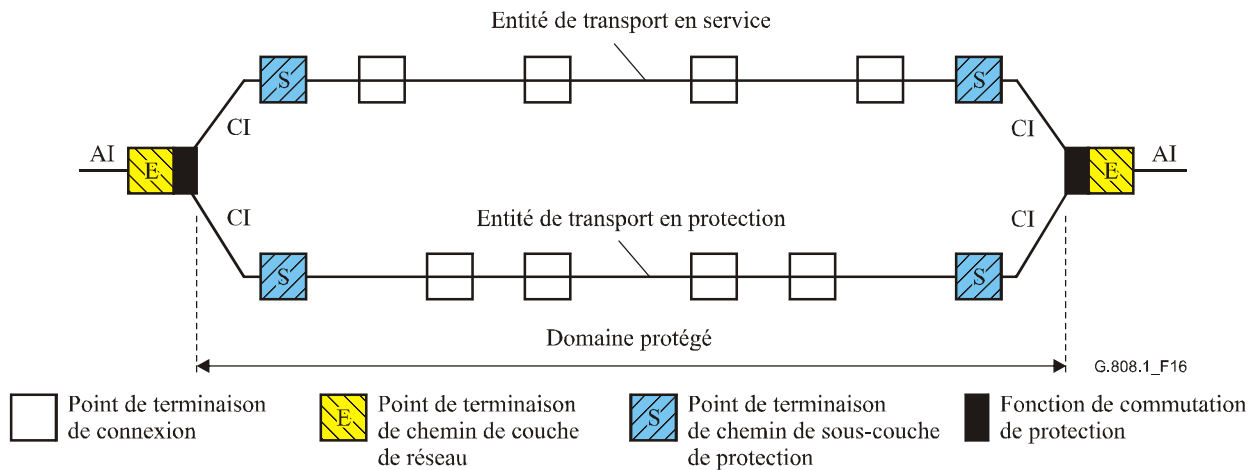 Entité de transport en service
S
S
CI
CI
AI
E
E
AI
CI
CI
Entité de transport en protection
S
S
Domaine protégé
G.808.1_F16
Point de terminaison
de connexion
E
Point de terminaison
de chemin de couche
de réseau
S
Point de terminaison
de chemin de sous-couche
de protection
Fonction de commutation
de protection